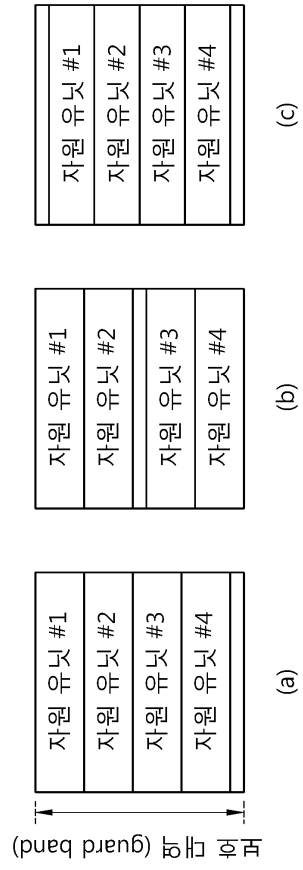 보호 대역 (guard band)
자원 유닛 #1
자원 유닛 #2
자원 유닛 #3
자원 유닛 #4
(a)
자원 유닛 #1
자원 유닛 #2
자원 유닛 #3
자원 유닛 #4
(b)
자원 유닛 #1
자원 유닛 #2
자원 유닛 #3
자원 유닛 #4
(c)